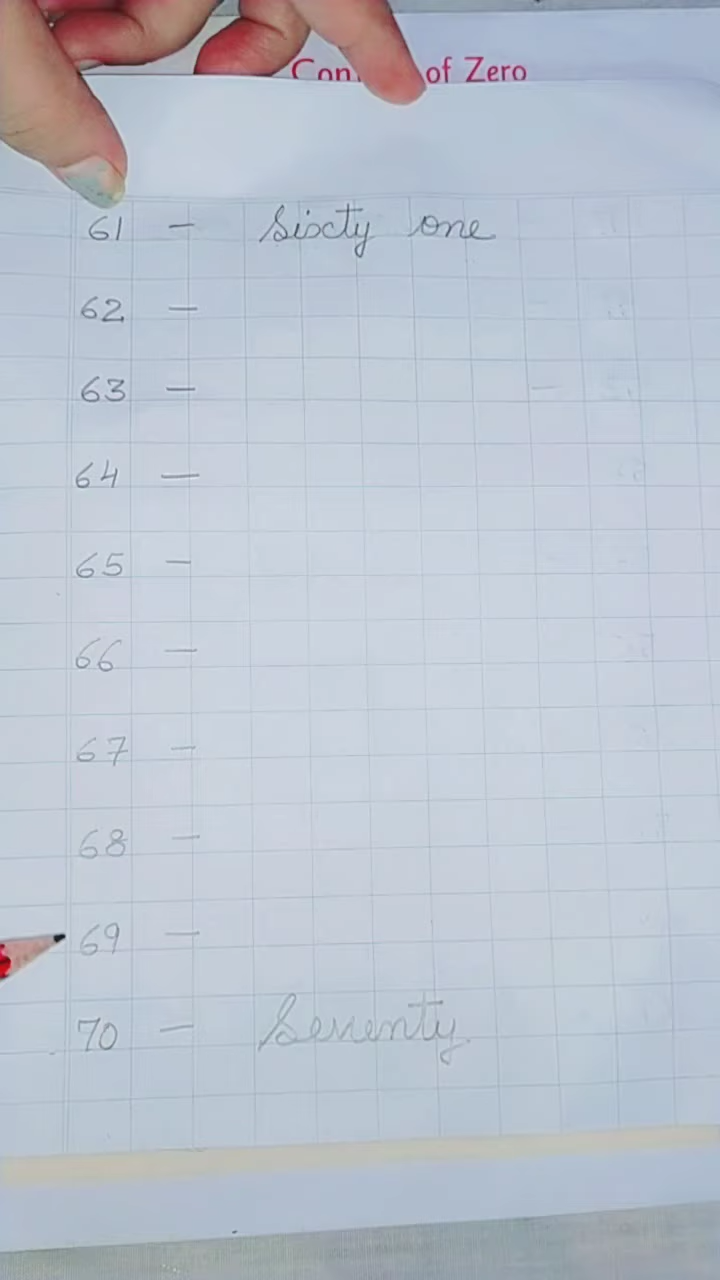 of Zero
61 - Sixty one
62 -
63 -
64 -
65 -
66 -
67 -
68 -
69 -
70 - Seventy